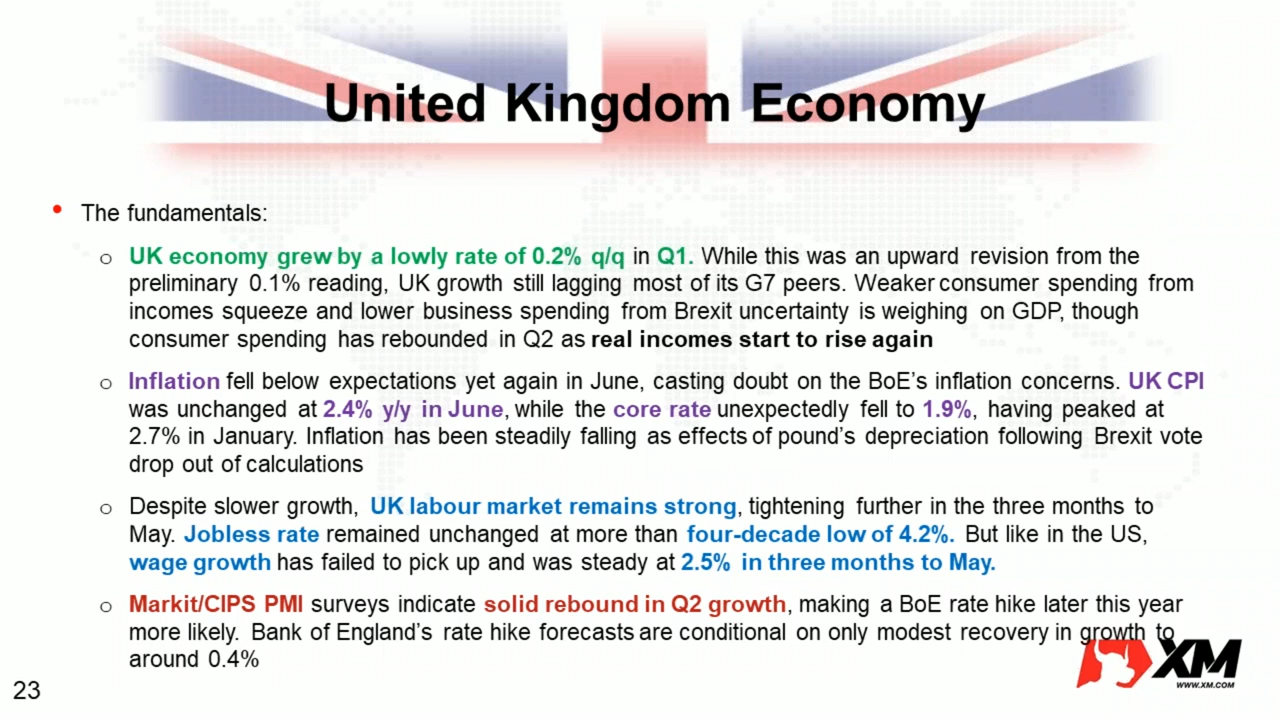 United Kingdom Economy
• The fundamentals:
o UK economy grew by a lowly rate of 0.2% q/q in Q1. While this was an upward revision from the
preliminary 0.1% reading, UK growth still lagging most of its G7 peers. Weaker consumer spending from
incomes squeeze and lower business spending from Brexit uncertainty is weighing on GDP, though
consumer spending has rebounded in Q2 as real incomes start to rise again
o Inflation fell below expectations yet again in June, casting doubt on the BoE's inflation concerns. UK CPI
was unchanged at 2.4% y/y in June, while the core rate unexpectedly fell to 1.9%, having peaked at
2.7% in January. Inflation has been steadily falling as effects of pound's depreciation following Brexit vote
drop out of calculations
o Despite slower growth, UK labour market remains strong, tightening further in the three months to
May. Jobless rate remained unchanged at more than four-decade low of 4.2%. But like in the US,
wage growth has failed to pick up and was steady at 2.5% in three months to May.
o Markit/CIPS PMI surveys indicate solid rebound in Q2 growth, making a BoE rate hike later this year
more likely. Bank of England's rate hike forecasts are conditional on only modest recovery in growth to
around 0.4%
XM
WWW.XM.COM
23